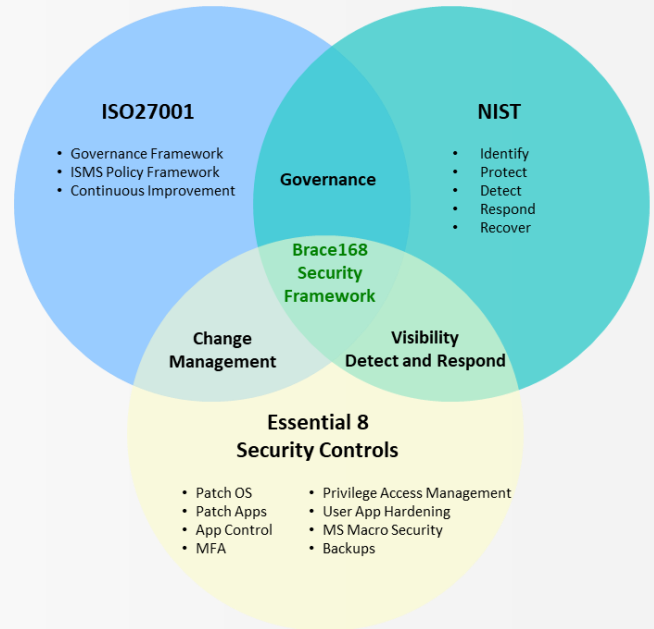 ISO27001
• Governance Framework
• ISMS Policy Framework
• Continuous Improvement
NIST
• Identify
• Protect
• Detect
• Respond
• Recover
Governance
Brace168
Security
Framework
Change
Management
Visibility
Detect and Respond
Essential 8
Security Controls
• Patch OS
• Patch Apps
• App Control
• MFA
• Privilege Access Management
• User App Hardening
• MS Macro Security
• Backups